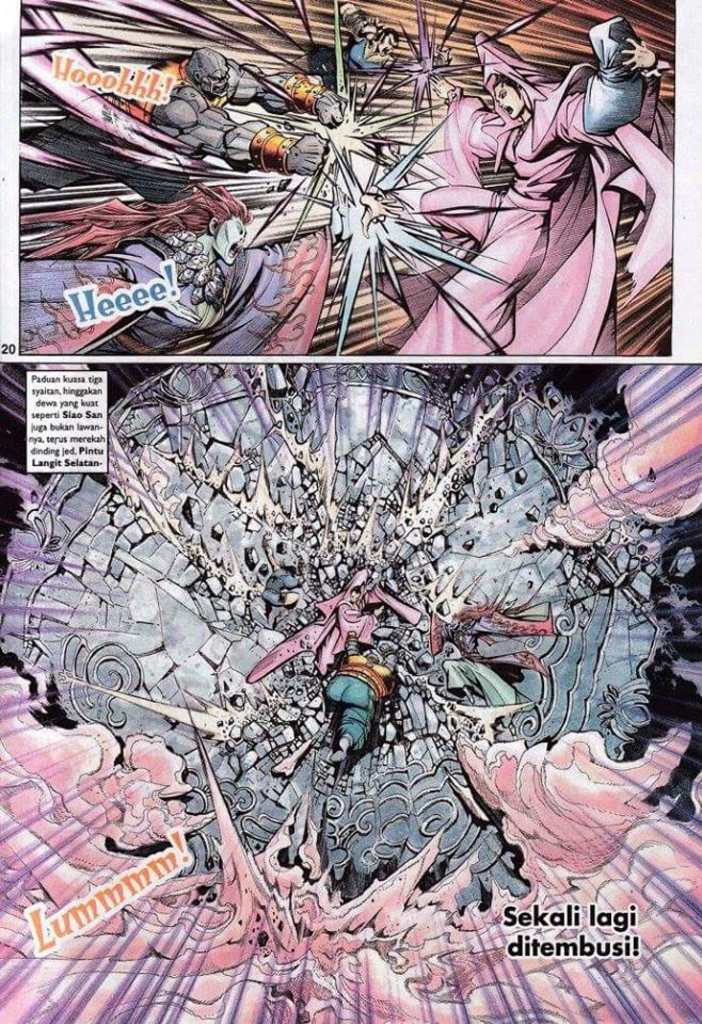 Hooohhh!
Heeee!
20
Paduan kuasa tiga
syaitan, hinggakan
dewa yang kuat
seperti Siao San
juga bukan lawan-
nya, terus merekah
dinding jed, Pintu
Langit Selatan-
Lummmm!
Sekali lagi
ditembusi!